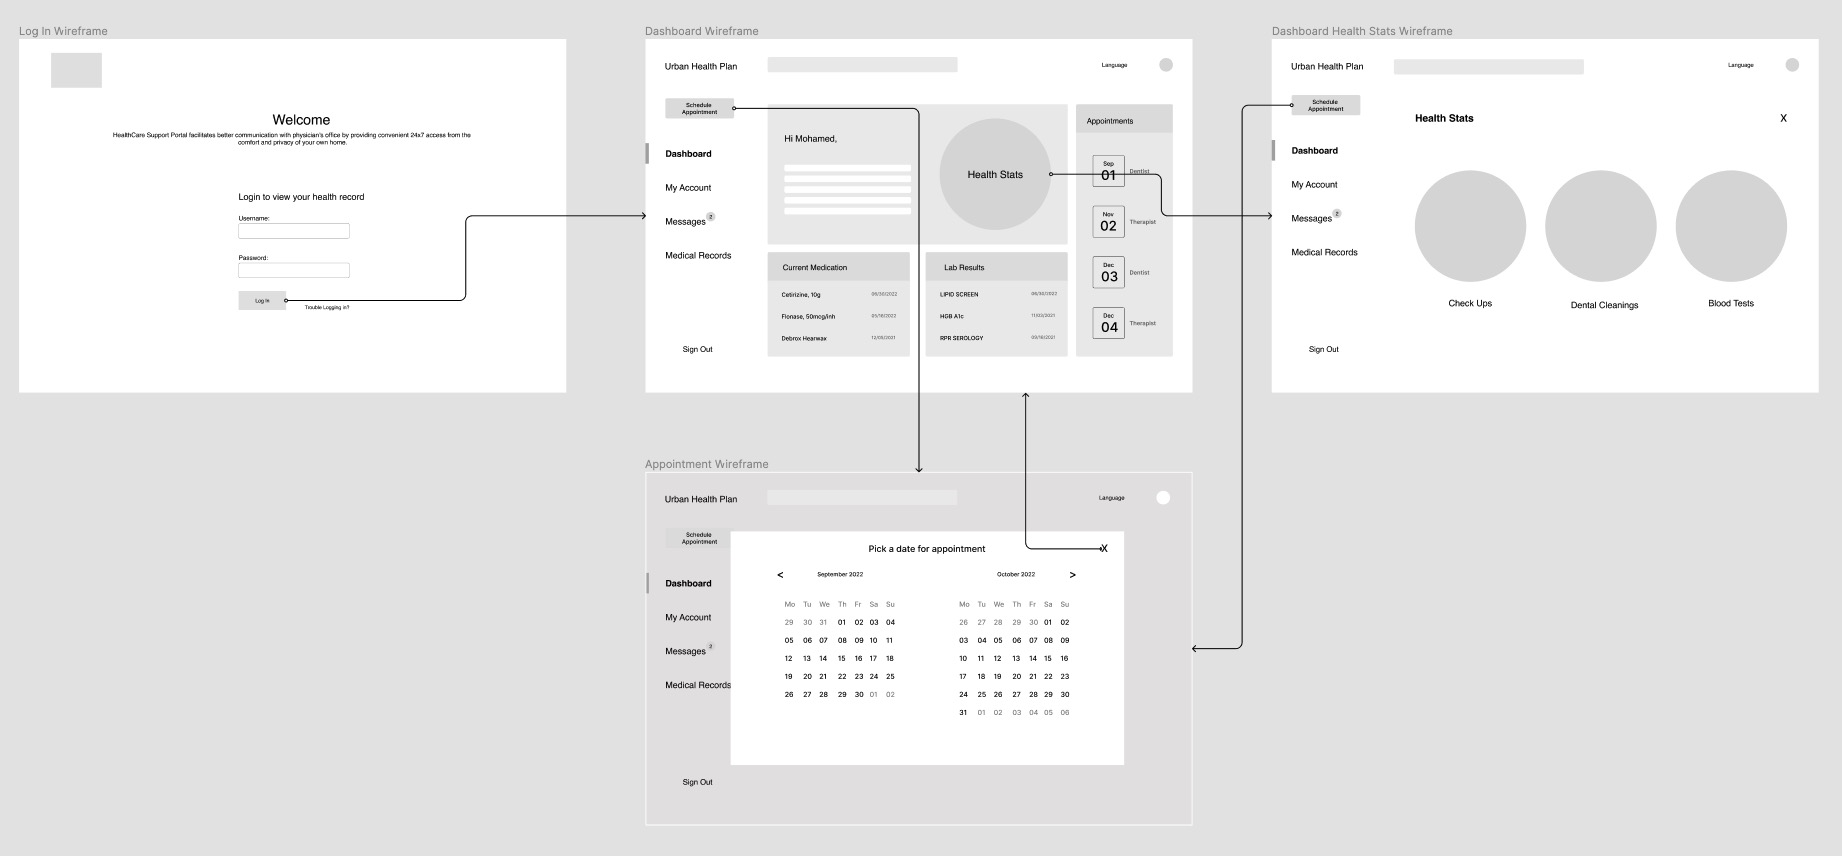 Log In Wireframe
Welcome
HealthCare Support Portal facilitates better communication with physician's office by providing convenient 24x7 access from the
comfort and privacy of your own home.
Login to view your health record
Username:
Password:
Log In
Trouble Logging in?
Dashboard Wireframe
Urban Health Plan
Language
Schedule
Appointment
Dashboard
My Account
Messages 2
Medical Records
Sign Out
Hi Mohamed,
Health Stats
Appointments
Sep
01 Dentist
Nov
02 Therapist
Dec
03 Dentist
Dec
04 Therapist
Current Medication
Cetirizine, 10g 06/30/2022
Flonase, 50mcg/inh 05/18/2022
Debrox Hearwax 12/05/2021
Lab Results
LIPID SCREEN 06/30/2022
HGB A1c 11/03/2021
RPR SEROLOGY 09/16/2021
Dashboard Health Stats Wireframe
Urban Health Plan
Language
Schedule
Appointment
Dashboard
My Account
Messages 2
Medical Records
Sign Out
Health Stats X
Check Ups
Dental Cleanings
Blood Tests
Appointment Wireframe
Urban Health Plan
Language
Schedule
Appointment
Dashboard
My Account
Messages 2
Medical Records
Sign Out
Pick a date for appointment X
< September 2022
Mo Tu We Th Fr Sa Su
29 30 31 01 02 03 04
05 06 07 08 09 10 11
12 13 14 15 16 17 18
19 20 21 22 23 24 25
26 27 28 29 30 01 02
October 2022 >
Mo Tu We Th Fr Sa Su
26 27 28 29 30 01 02
03 04 05 06 07 08 09
10 11 12 13 14 15 16
17 18 19 20 21 22 23
24 25 26 27 28 29 30
31 01 02 03 04 05 06